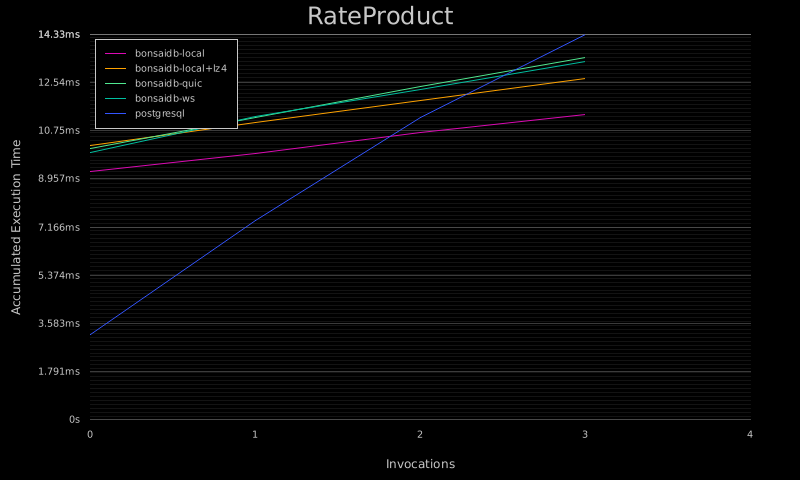 RateProduct
14.33ms
12.54ms
10.75ms
8.957ms
7.166ms
5.374ms
3.583ms
1.791ms
0s
Accumulated Execution Time
bonsaidb-local
bonsaidb-local+lz4
bonsaidb-quic
bonsaidb-ws
postgresql
0 1 2 3 4
Invocations